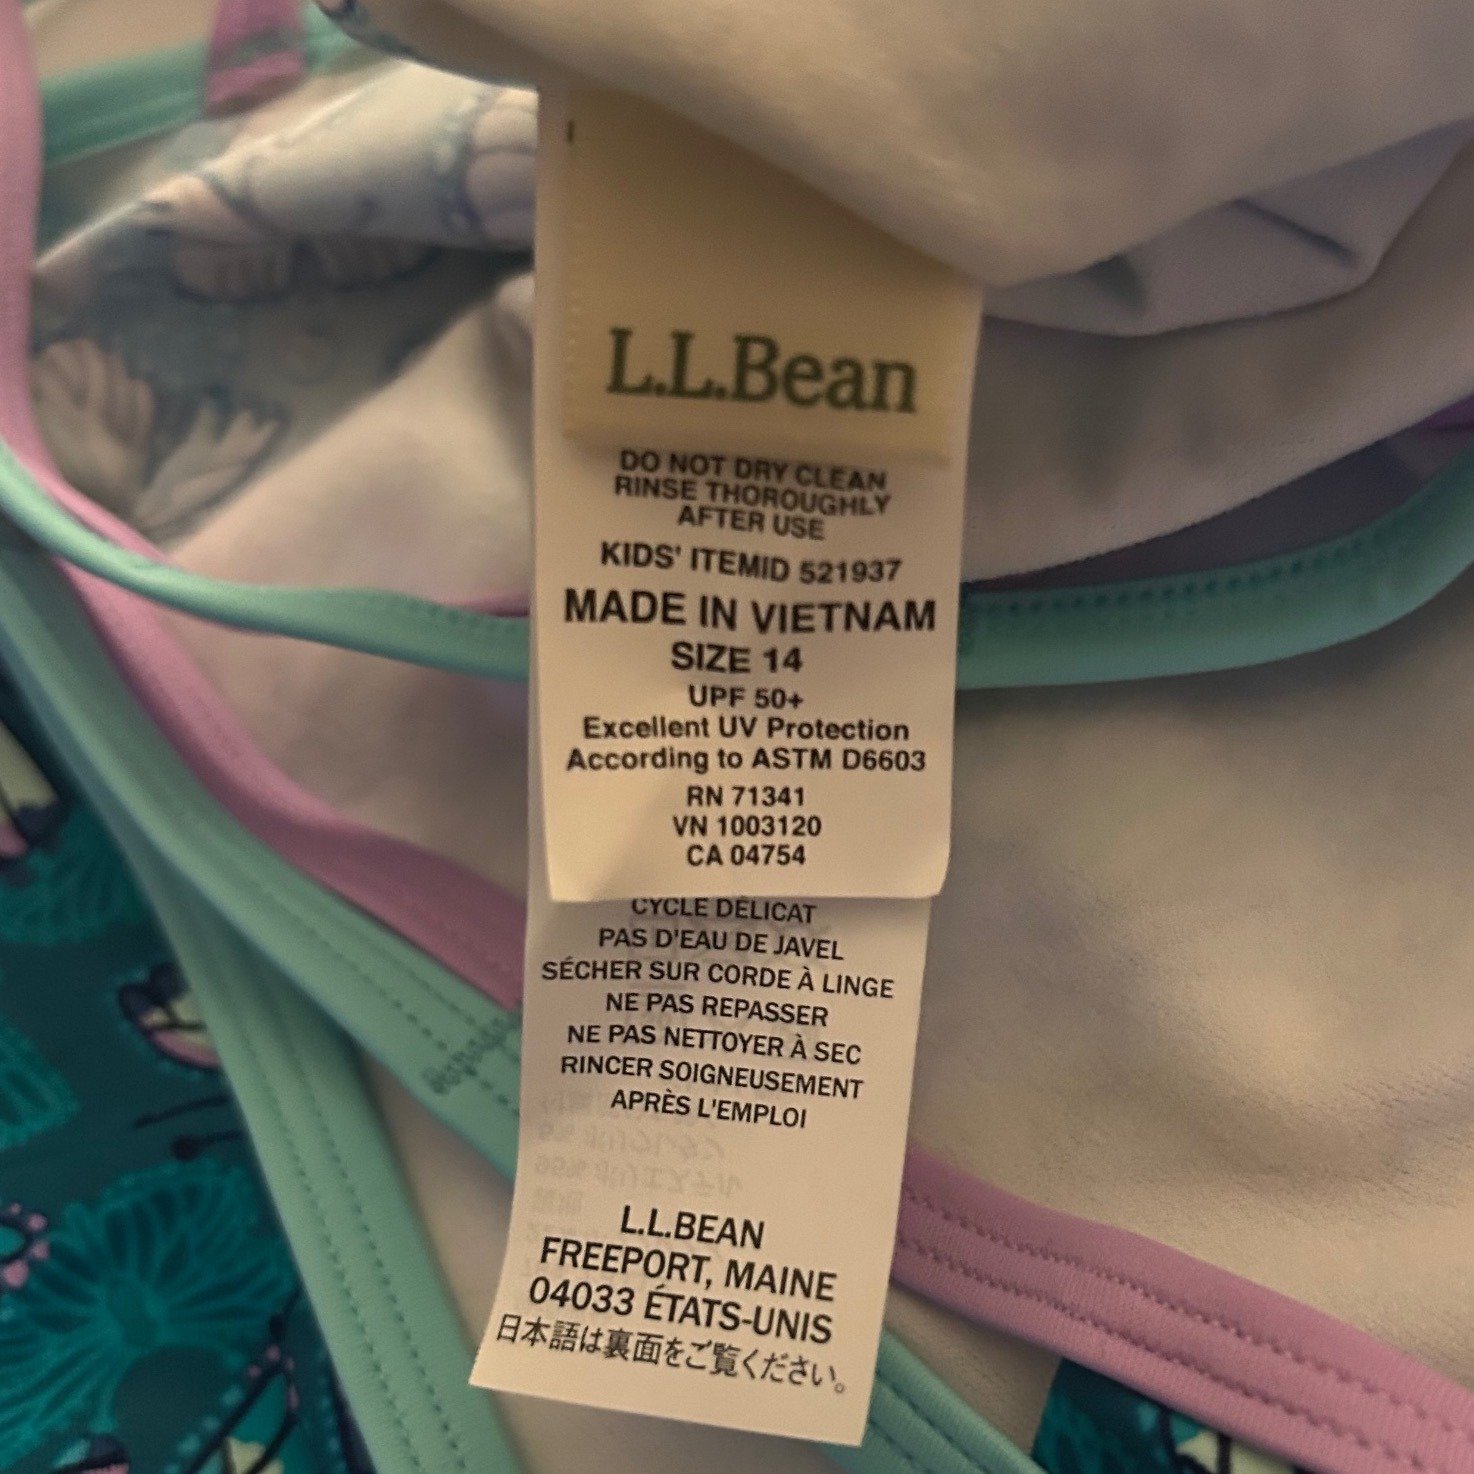 L.L.Bean
DO NOT DRY CLEAN
RINSE THOROUGHLY
AFTER USE
KIDS' ITEMID 521937
MADE IN VIETNAM
SIZE 14
UPF 50+
Excellent UV Protection
According to ASTM D6603
RN 71341
VN 1003120
CA 04754
CYCLE DÉLICAT
PAS D'EAU DE JAVEL
SÉCHER SUR CORDE À LINGE
NE PAS REPASSER
NE PAS NETTOYER À SEC
RINCER SOIGNEUSEMENT
APRÈS L'EMPLOI
L.L.BEAN
FREEPORT, MAINE
04033 ÉTATS-UNIS
日本語は裏面をご覧ください。